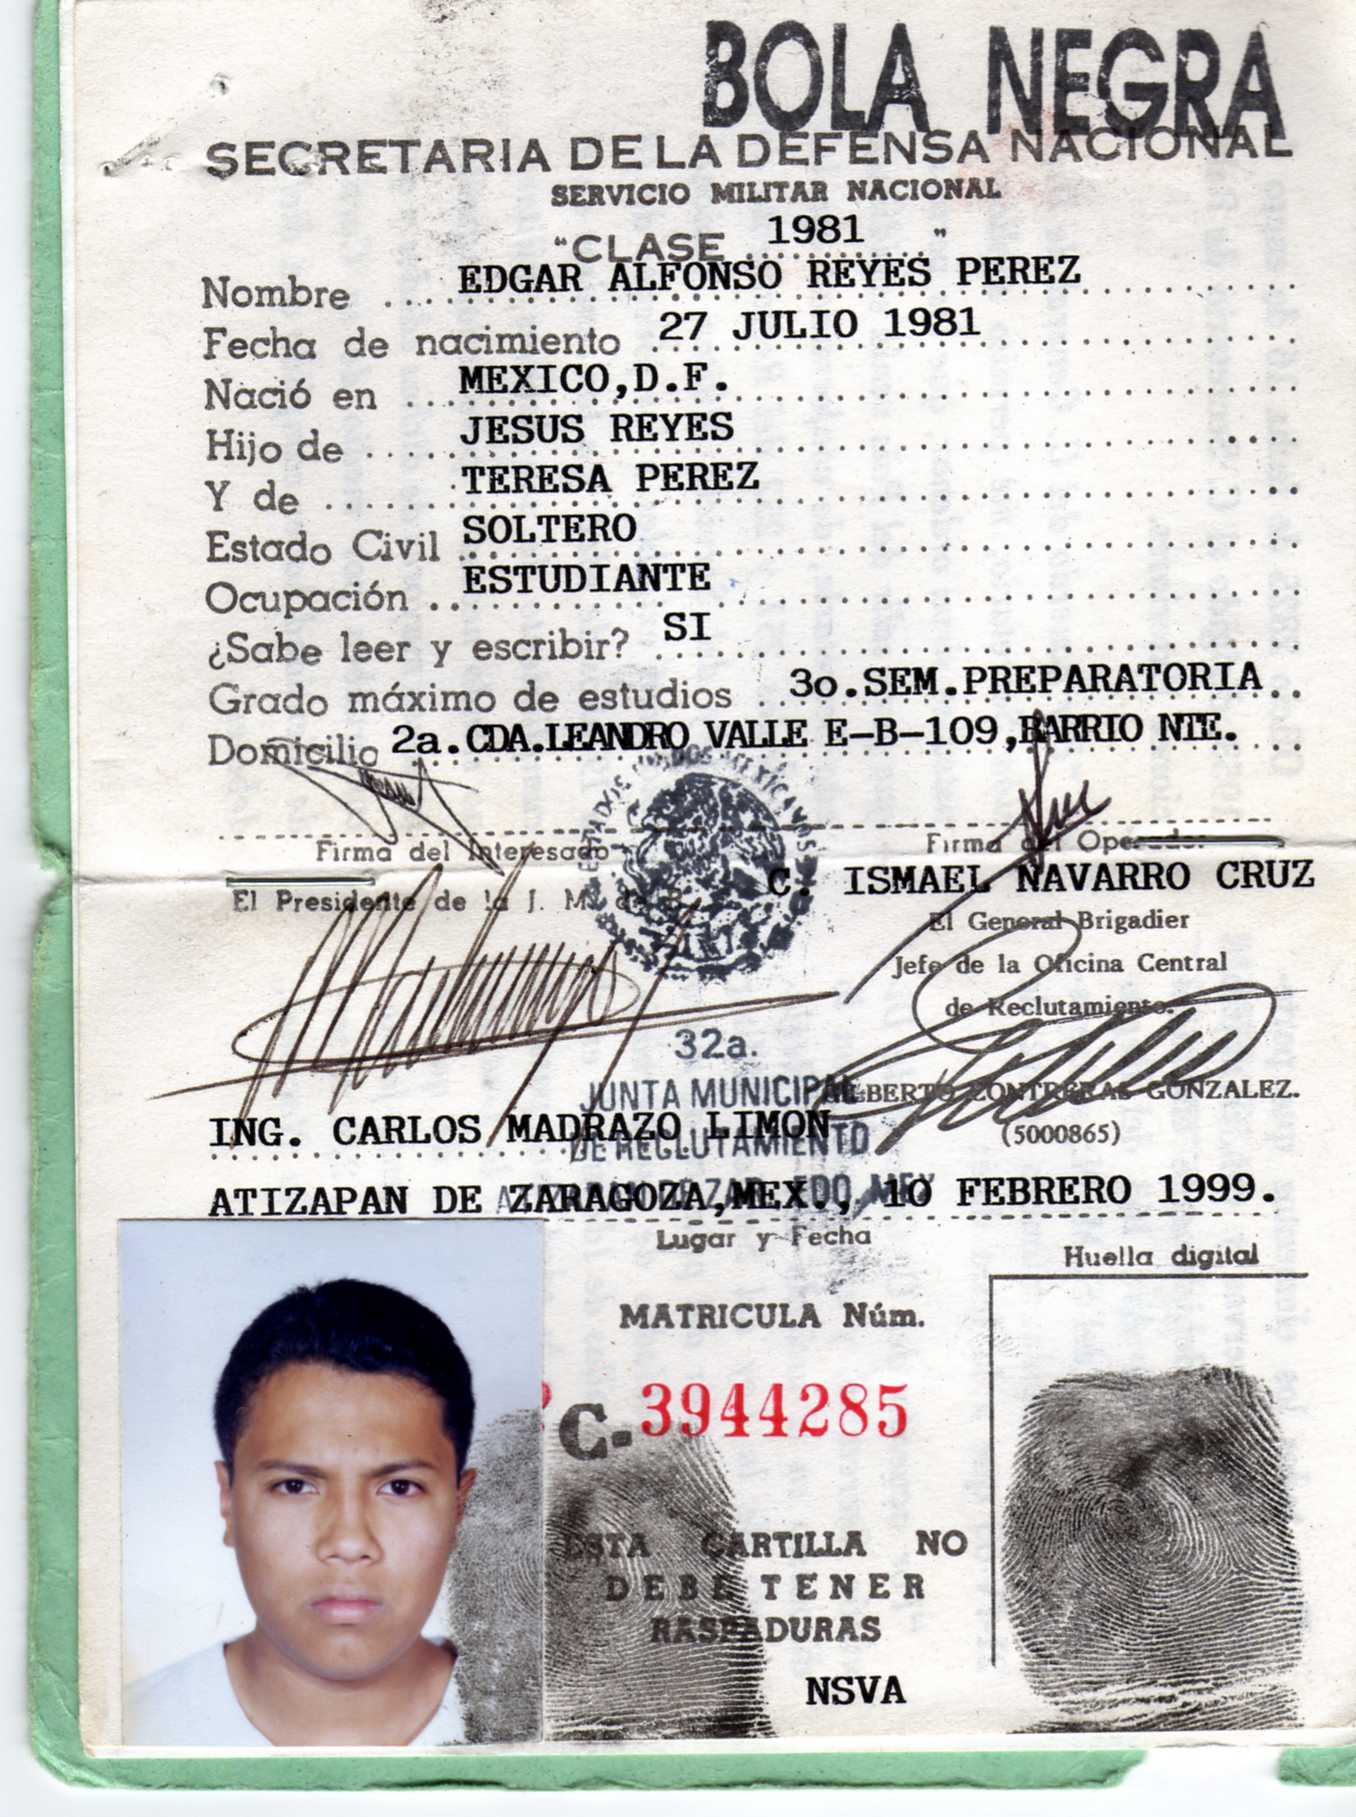 BOLA NEGRA
SECRETARIA DE LA DEFENSA NACIONAL
SERVICIO MILITAR NACIONAL
"CLASE 1981"
Nombre EDGAR ALFONSO REYES PEREZ
Fecha de nacimiento 27 JULIO 1981
Nació en MEXICO,D.F.
Hijo de JESUS REYES
Y de TERESA PEREZ
Estado Civil SOLTERO
Ocupación ESTUDIANTE
¿Sabe leer y escribir? SI
Grado máximo de estudios 3o.SEM.PREPARATORIA
Domicilio 2a.CDA.LEANDRO VALLE E-B-109,BARRIO NTE.
ESTADOS UNIDOS MEXICANOS
Firma del Interesado
Firma del Operador
El Presidente de la J. M. de
C. ISMAEL NAVARRO CRUZ
El General Brigadier
Jefe de la Oficina Central
de Reclutamiento.
32a.
JUNTA MUNICIPAL
DE RECLUTAMIENTO
GILBERTO CONTRERAS GONZALEZ.
(5000865)
ING. CARLOS MADRAZO LIMON
ATIZAPAN DE ZARAGOZA,MEX., 10 FEBRERO 1999.
Lugar y Fecha
Huella digital
MATRICULA Núm.
C- 3944285
ESTA CARTILLA NO
DEBE TENER
RASPADURAS
NSVA